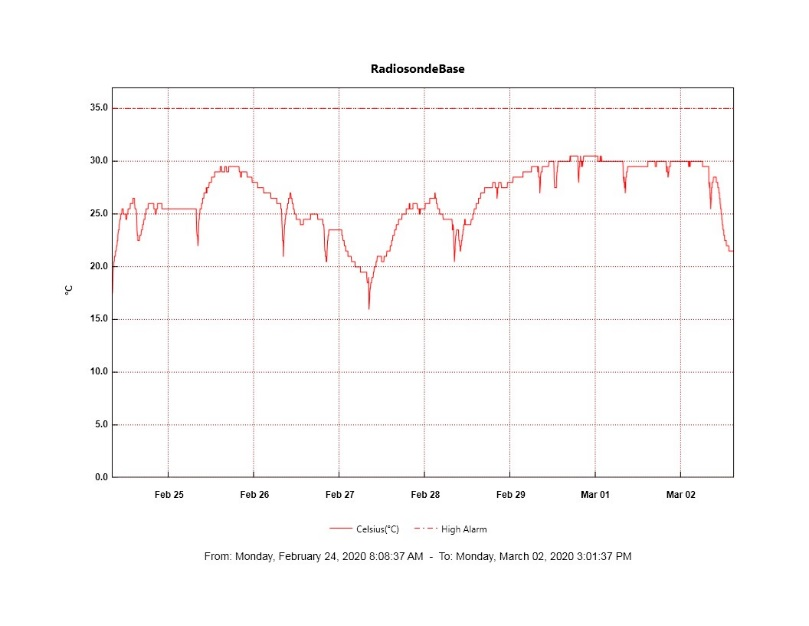 RadiosondeBase
35.0
30.0
25.0
20.0
°C
15.0
10.0
5.0
0.0
Feb 25 Feb 26 Feb 27 Feb 28 Feb 29 Mar 01 Mar 02
Celsius(°C) High Alarm
From: Monday, February 24, 2020 8:08:37 AM - To: Monday, March 02, 2020 3:01:37 PM